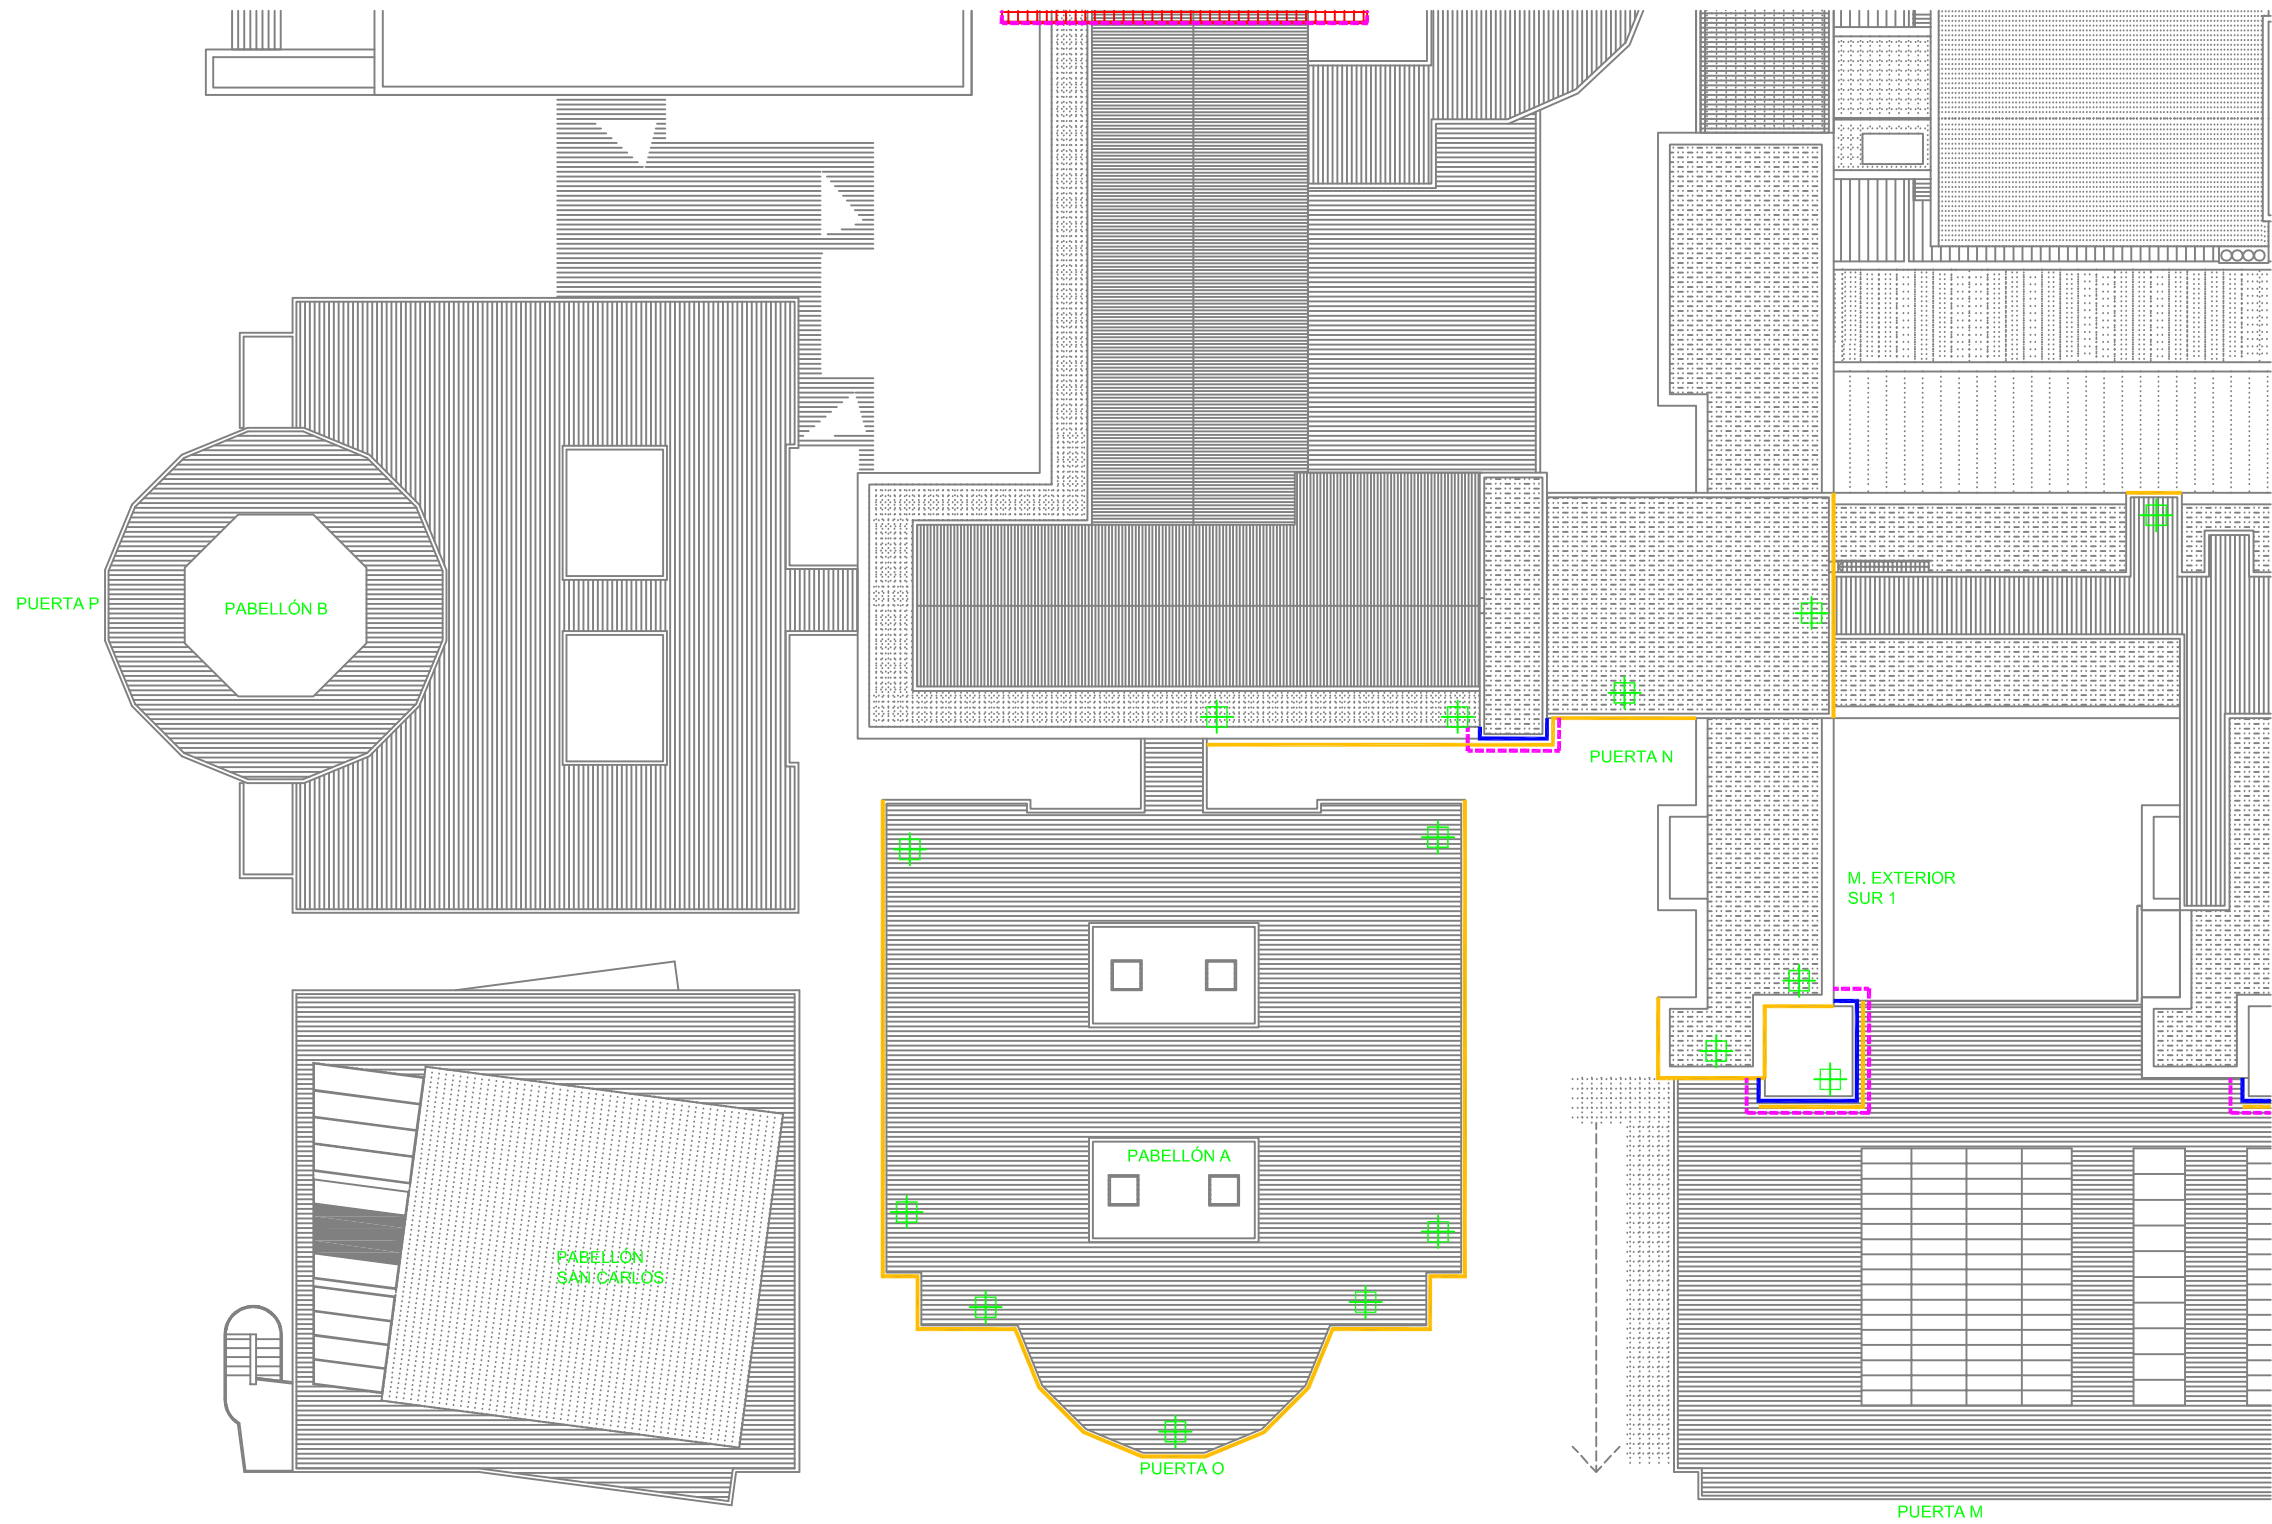 PUERTA P
PABELLÓN B
PUERTA N
M. EXTERIOR
SUR 1
PABELLÓN A
PABELLÓN
SAN CARLOS
PUERTA O
PUERTA M